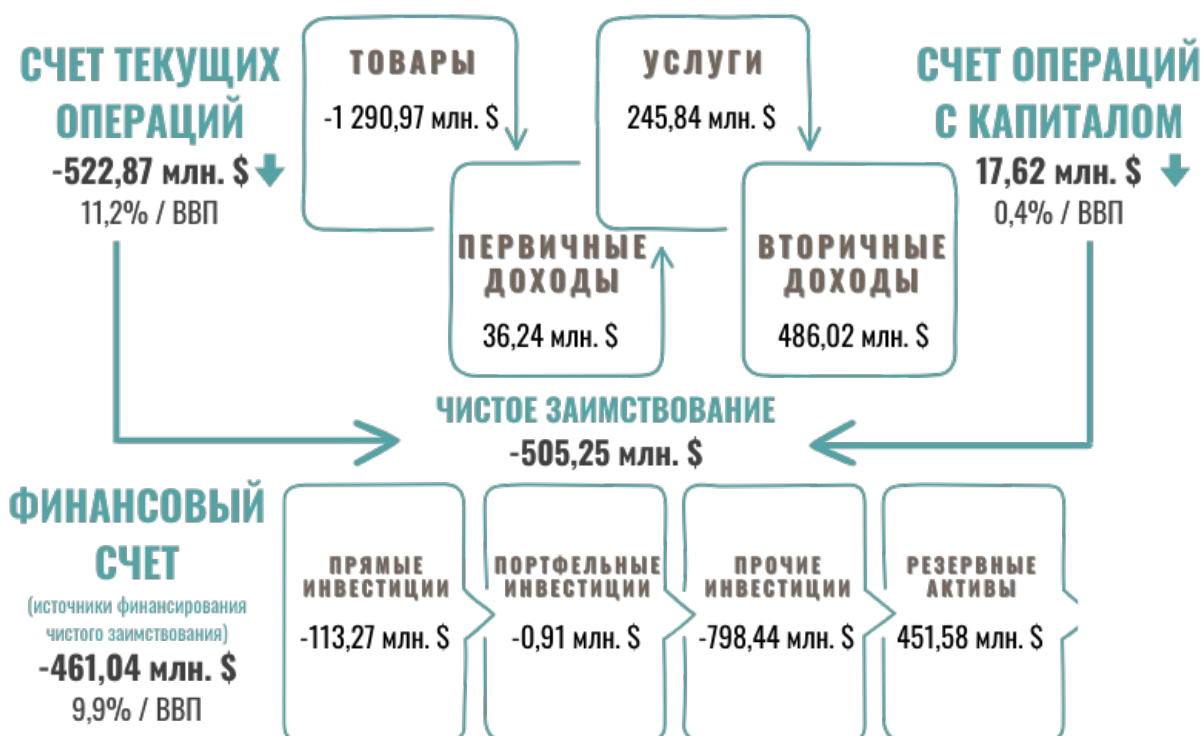 СЧЕТ ТЕКУЩИХ
ОПЕРАЦИЙ
-522,87 млн. $
11,2% / ВВП
ТОВАРЫ
-1 290,97 млн. $
УСЛУГИ
245,84 млн. $
СЧЕТ ОПЕРАЦИЙ
С КАПИТАЛОМ
17,62 млн. $
0,4% / ВВП
ПЕРВИЧНЫЕ
ДОХОДЫ
36,24 млн. $
ВТОРИЧНЫЕ
ДОХОДЫ
486,02 млн. $
ЧИСТОЕ ЗАИМСТВОВАНИЕ
-505,25 млн. $
ФИНАНСОВЫЙ
СЧЕТ
(источники финансирования
чистого заимствования)
-461,04 млн. $
9,9% / ВВП
ПРЯМЫЕ
ИНВЕСТИЦИИ
-113,27 млн. $
ПОРТФЕЛЬНЫЕ
ИНВЕСТИЦИИ
-0,91 млн. $
ПРОЧИЕ
ИНВЕСТИЦИИ
-798,44 млн. $
РЕЗЕРВНЫЕ
АКТИВЫ
451,58 млн. $